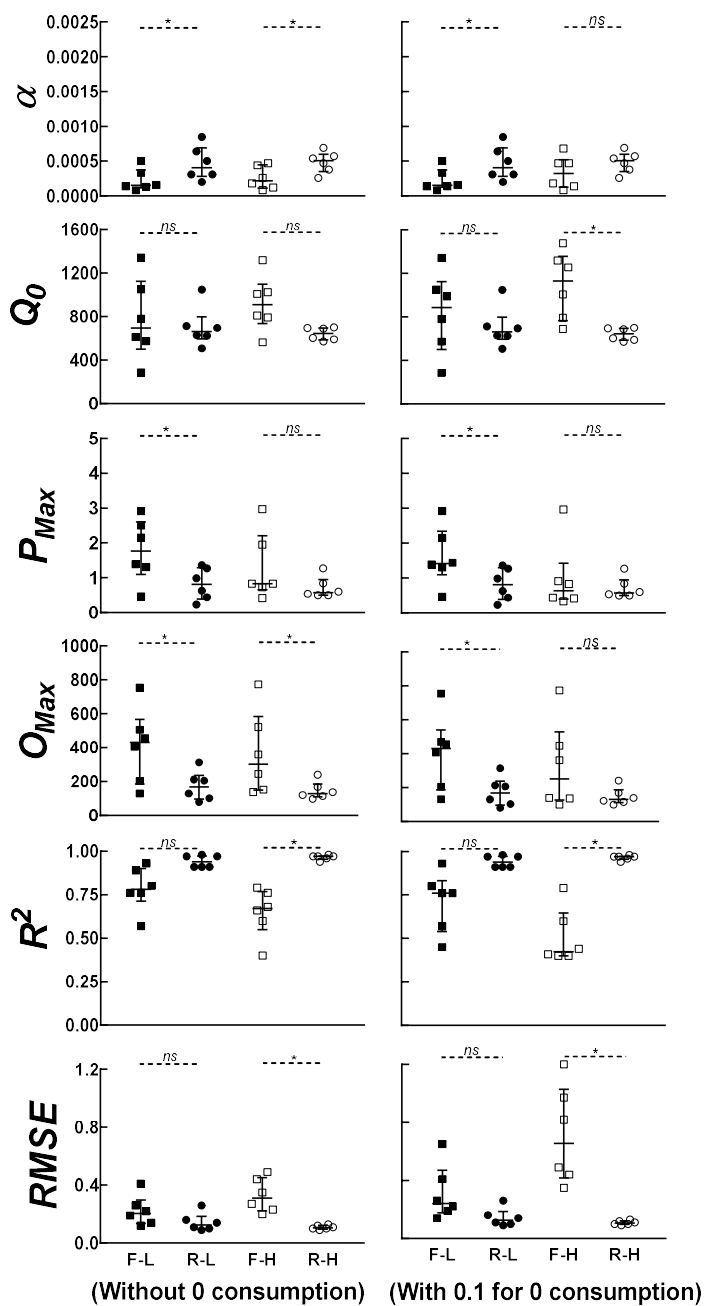 α
0.0025
0.0020
0.0015
0.0010
0.0005
0.0000
* * * ns
Q0
1600
1200
800
400
0
ns ns ns *
PMax
5
4
3
2
1
0
* ns * ns
OMax
1000
800
600
400
200
0
* * * ns
R2
1.00
0.75
0.50
0.25
0.00
ns * ns *
RMSE
1.2
0.8
0.4
0.0
ns * ns *
F-L R-L F-H R-H F-L R-L F-H R-H
(Without 0 consumption) (With 0.1 for 0 consumption)